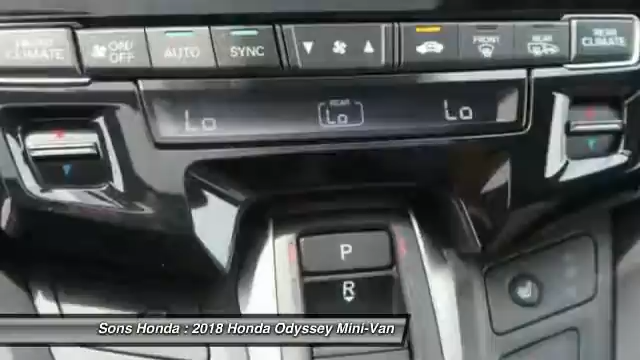 FRONT CLIMATE ON/OFF AUTO SYNC FRONT REAR REAR CLIMATE
Lo REAR Lo Lo
P
R
Sons Honda : 2018 Honda Odyssey Mini-Van